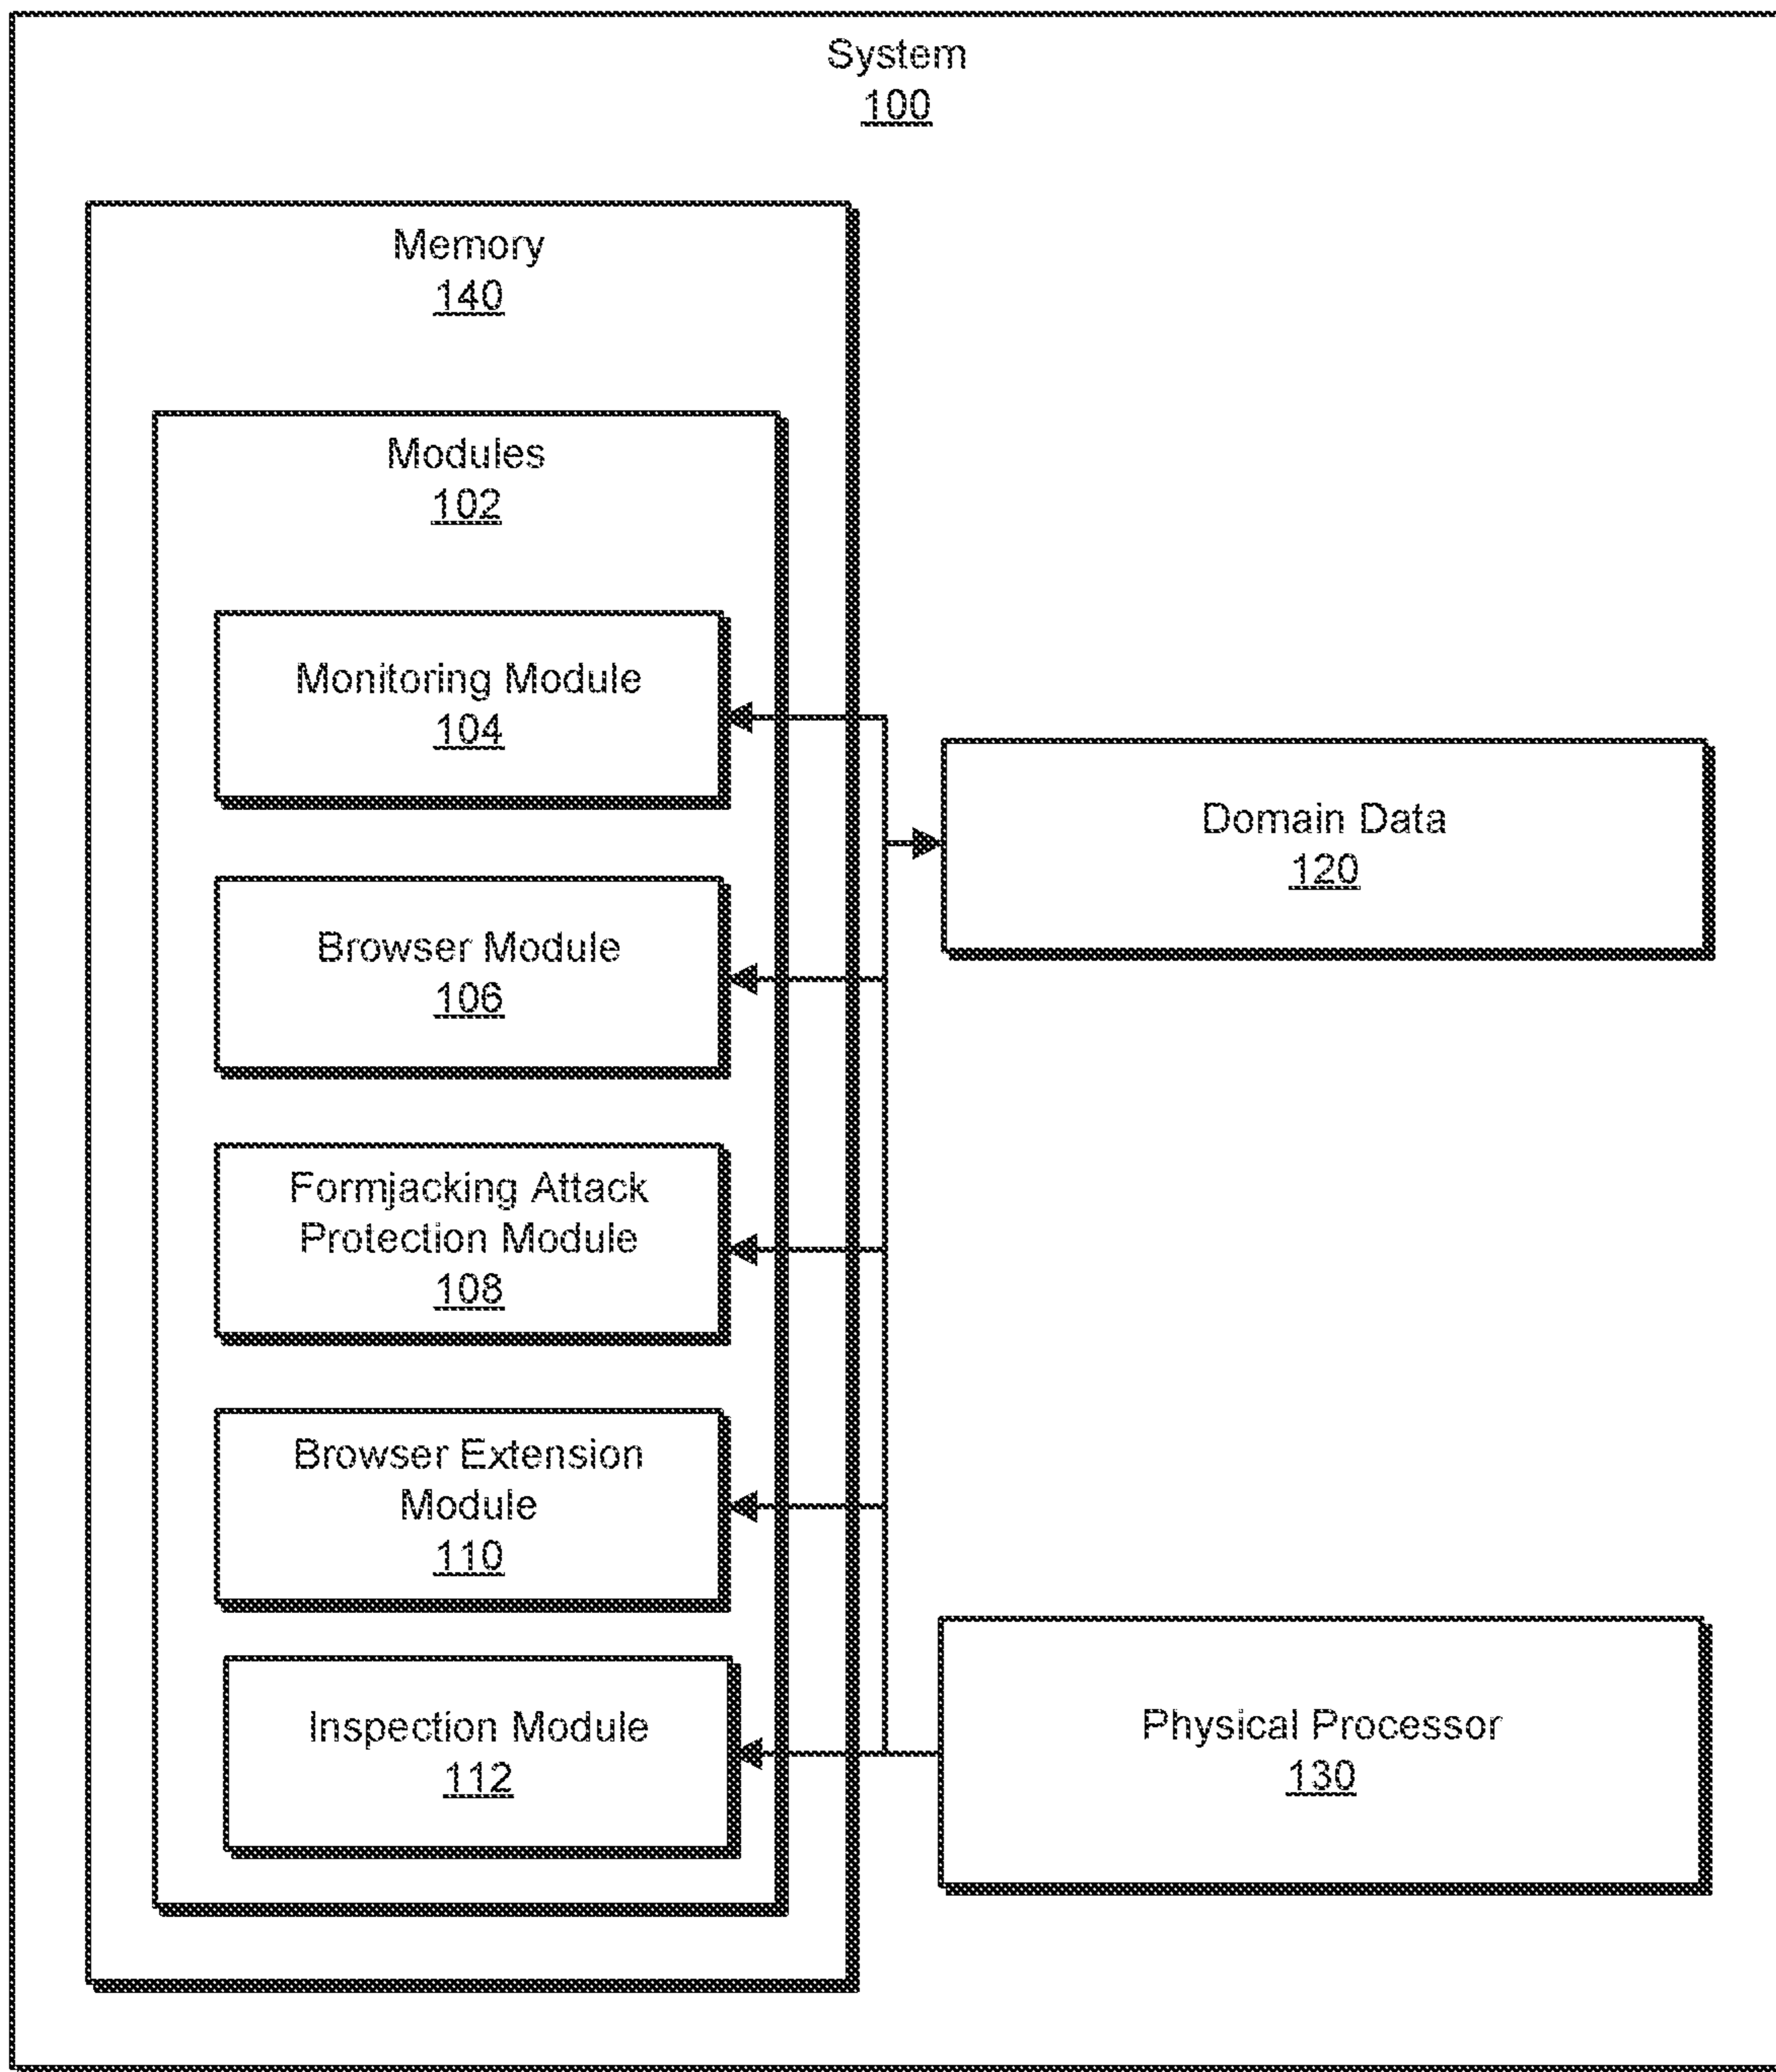 System
100
Memory
140
Modules
102
Monitoring Module
104
Browser Module
106
Formjacking Attack
Protection Module
108
Browser Extension
Module
110
Inspection Module
112
Domain Data
120
Physical Processor
130